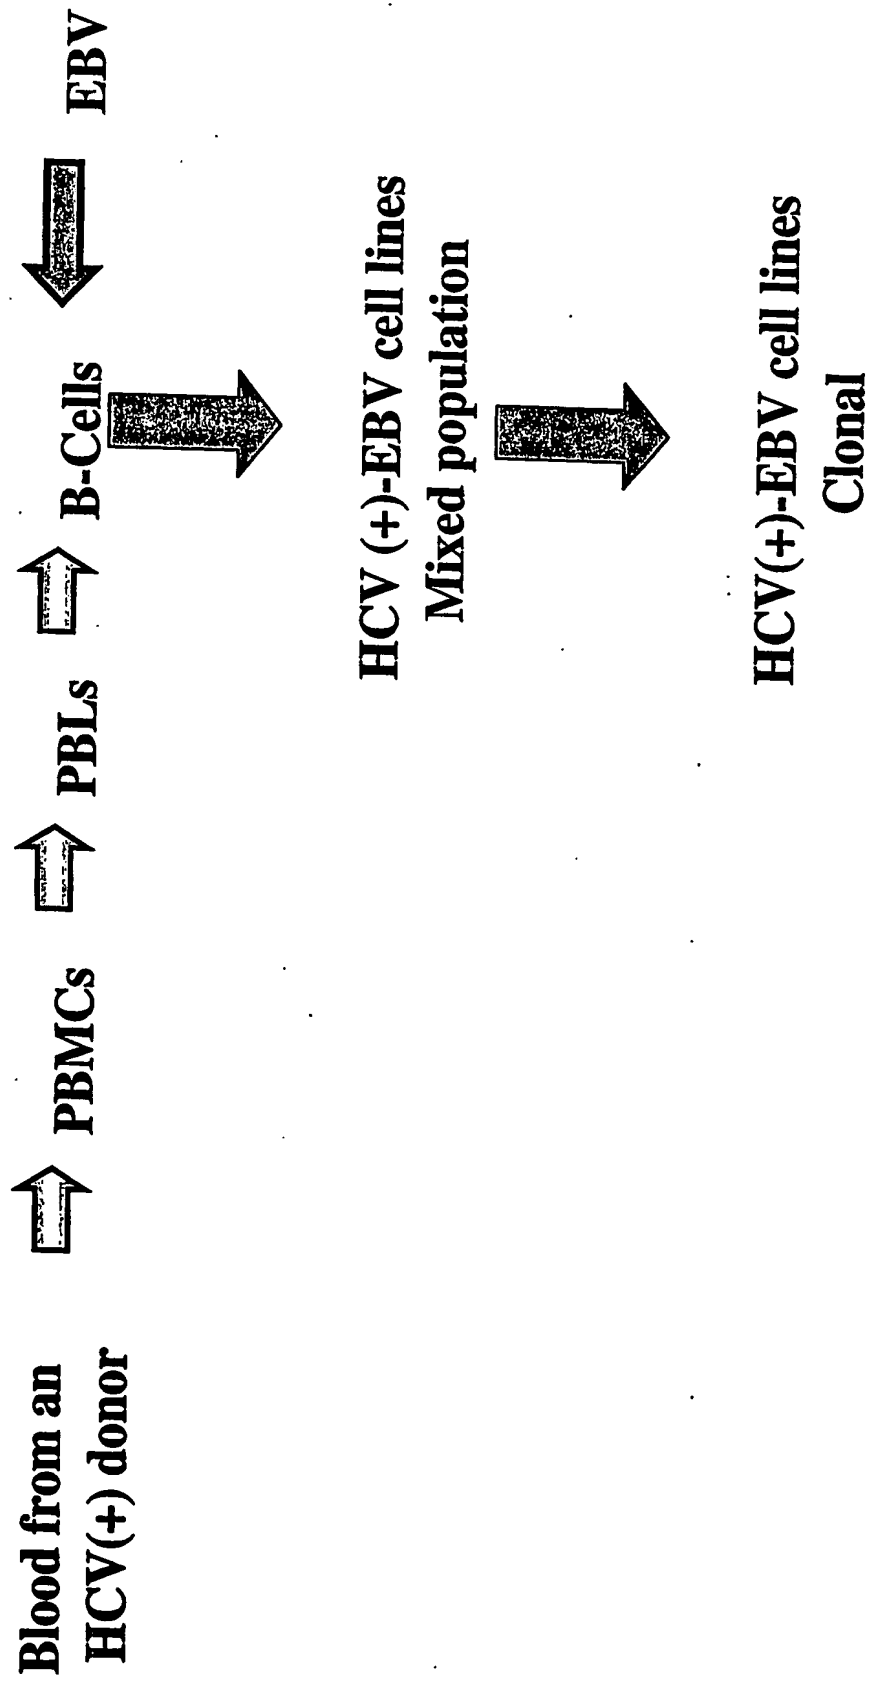 Blood from an
HCV(+) donor
PBMCs
PBLs
B-Cells
EBV
HCV (+)-EBV cell lines
Mixed population
HCV(+)-EBV cell lines
Clonal